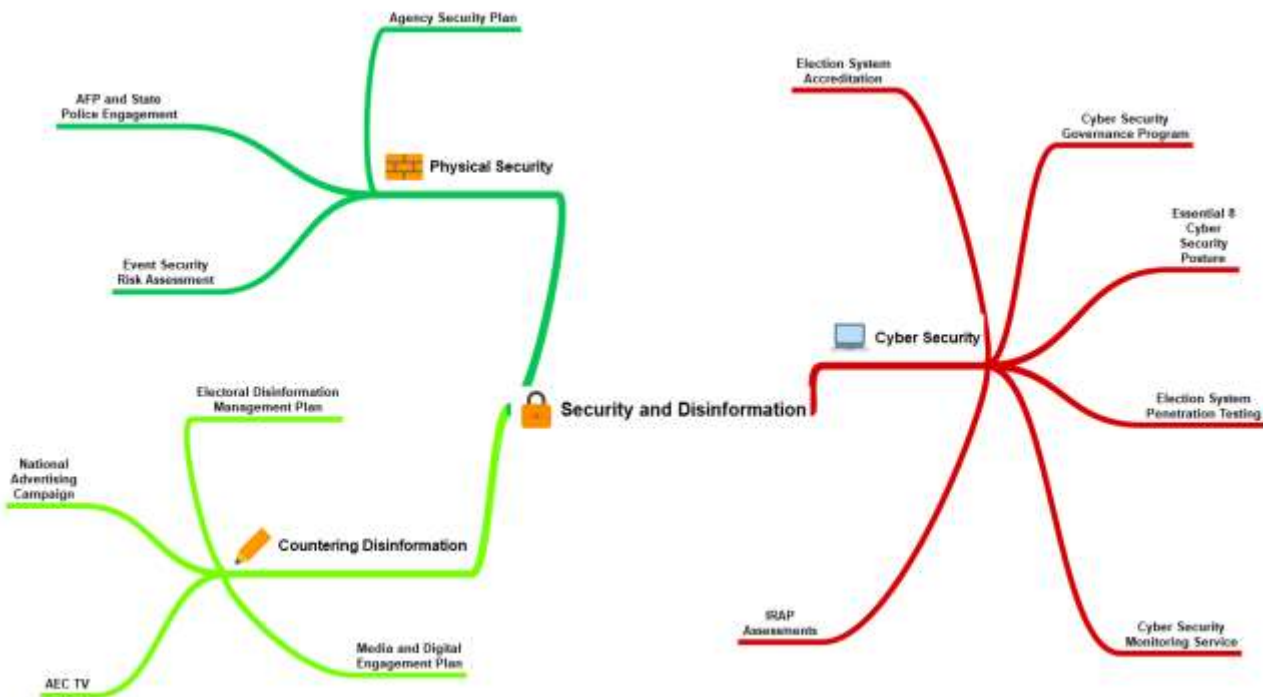 Agency Security Plan
AFP and State
Police Engagement
Physical Security
Event Security
Risk Assessment
Security and Disinformation
Electoral Disinformation
Management Plan
National
Advertising
Campaign
Countering Disinformation
Media and Digital
Engagement Plan
AEC TV
Election System
Accreditation
Cyber Security
Governance Program
Essential 8
Cyber
Security
Posture
Cyber Security
Election System
Penetration Testing
IRAP
Assessments
Cyber Security
Monitoring Service